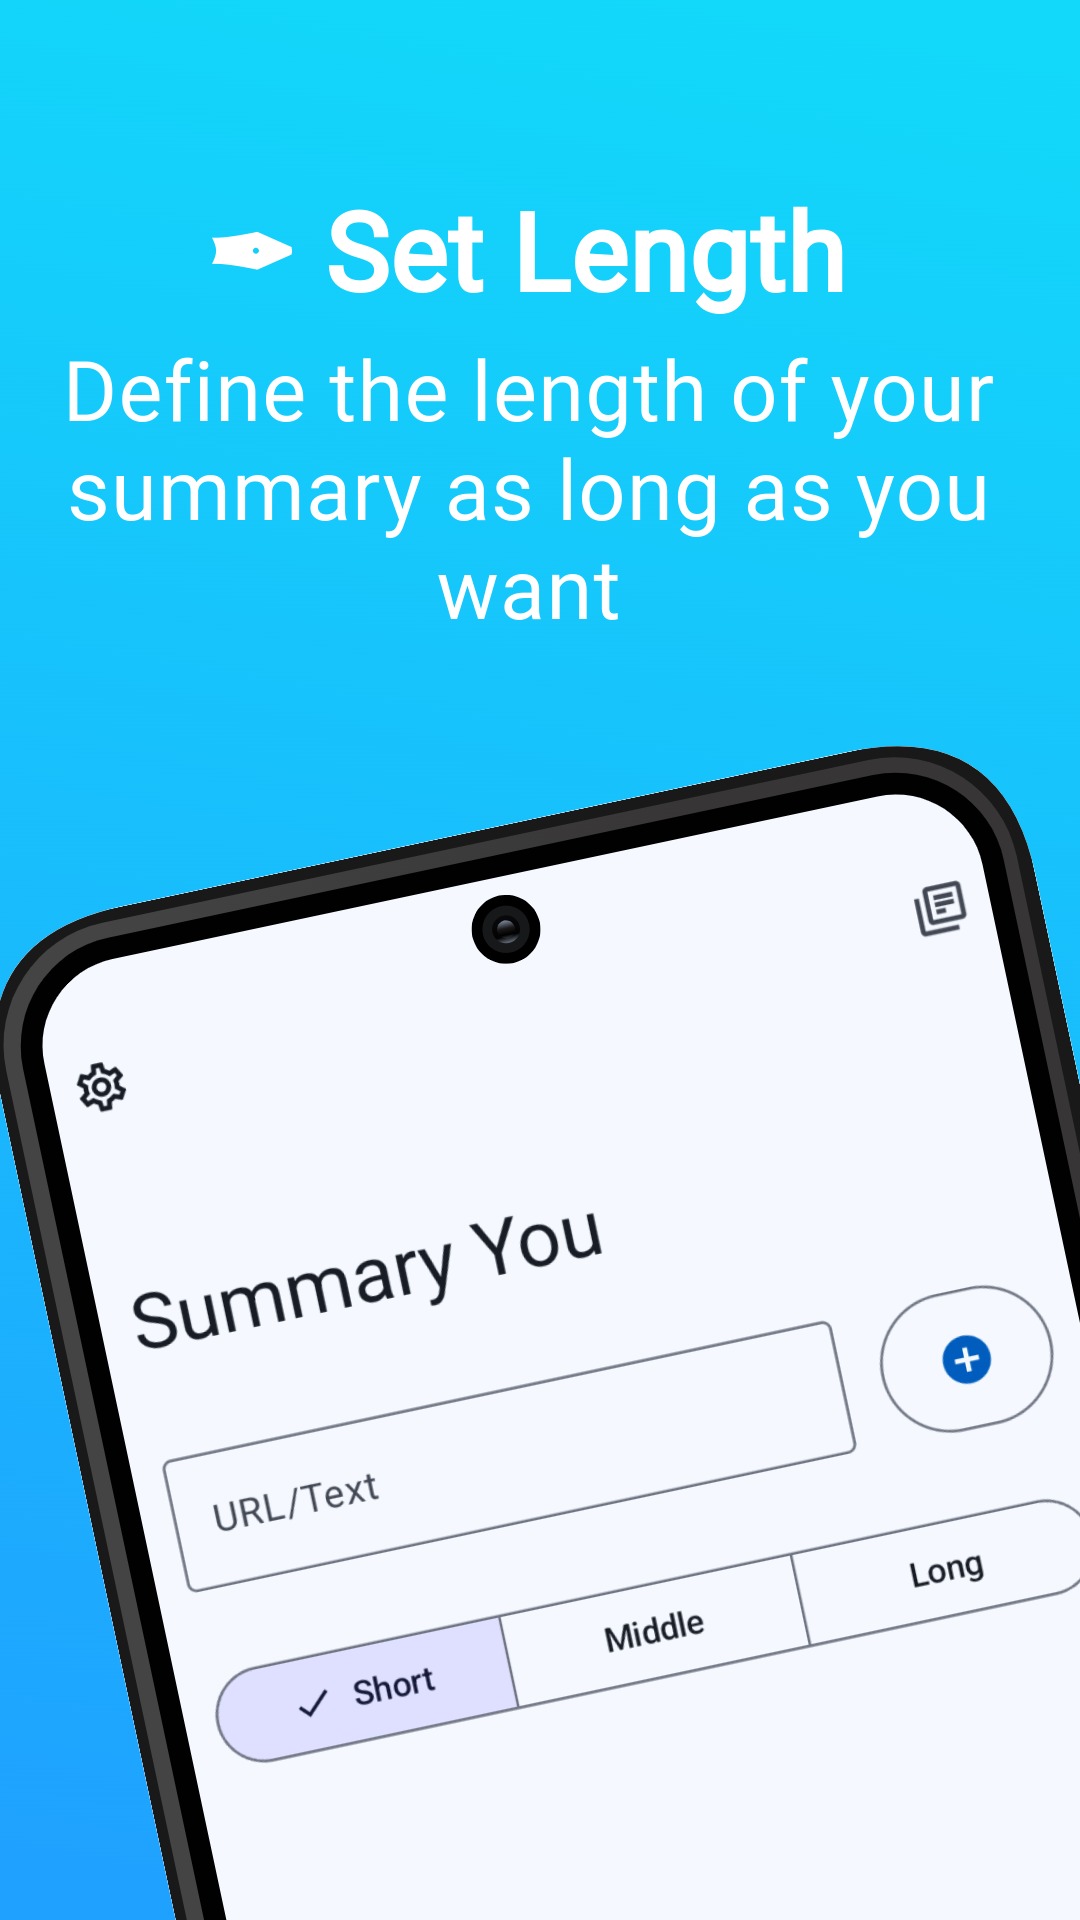 ✒ Set Length
Define the length of your
summary as long as you
want
Summary You
URL/Text
Short Middle Long